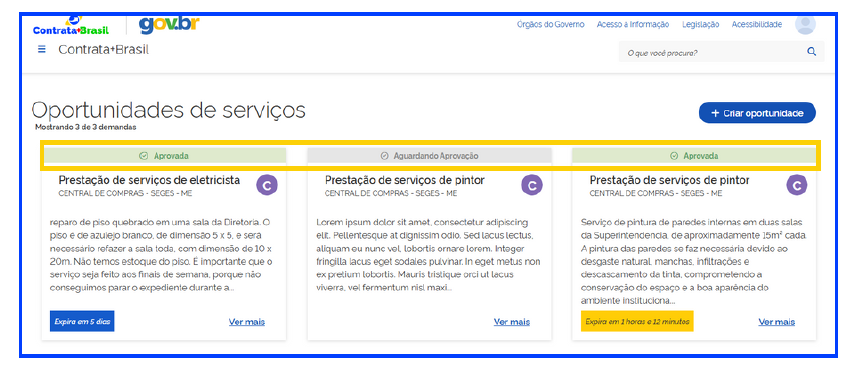 Contrata+Brasil
gov.br
Órgãos do Governo Acesso à Informação Legislação Acessibilidade
Contrata+Brasil
O que você procura?
Oportunidades de serviços
Mostrando 3 de 3 demandas
+ Criar oportunidade
Aprovada
Prestação de serviços de eletricista
C
CENTRAL DE COMPRAS - SEGES - ME
reparo de piso quebrado em uma sala da Diretoria. O
piso é de azulejo branco, de dimensão 5 x 5, e será
necessário refazer a sala toda, com dimensão de 10 x
20m. Não temos estoque do piso. É importante que o
serviço seja feito aos finais de semana, porque não
conseguimos parar o expediente durante a...
Expira em 5 dias
Ver mais
Aguardando Aprovação
Prestação de serviços de pintor
C
CENTRAL DE COMPRAS - SEGES - ME
Lorem ipsum dolor sit amet, consectetur adipiscing
elit. Pellentesque at dignissim odio. Sed lacus lectus,
aliquam eu nunc vel, lobortis ornare lorem. Integer
fringilla lacus eget sodales pulvinar. In eget metus non
ex pretium lobortis. Mauris tristique orci ut lacus
viverra, vel fermentum nisl maxi...
Ver mais
Aprovada
Prestação de serviços de pintor
C
CENTRAL DE COMPRAS - SEGES - ME
Serviço de pintura de paredes internas em duas salas
da Superintendência, de aproximadamente 15m² cada.
A pintura das paredes se faz necessária devido ao
desgaste natural, manchas, infiltrações e
descascamento da tinta, comprometendo a
conservação do espaço e a boa aparência do
ambiente instituciona...
Expira em 1 horas e 12 minutos
Ver mais